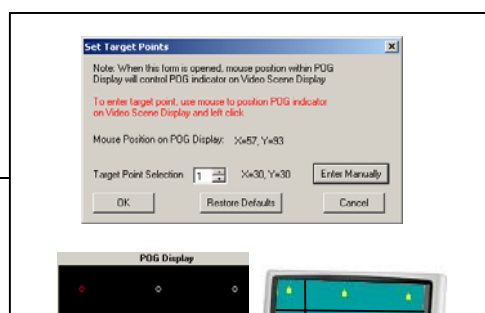 Set Target Points
Note: When this form is opened, mouse position within POG
Display will control POG indicator on Video Scene Display
To enter target point, use mouse to position POG indicator
on Video Scene Display and left click
Mouse Position on POG Display: X=57, Y=93
Target Point Selection 1 X=30, Y=30 Enter Manually
OK Restore Defaults Cancel
POG Display